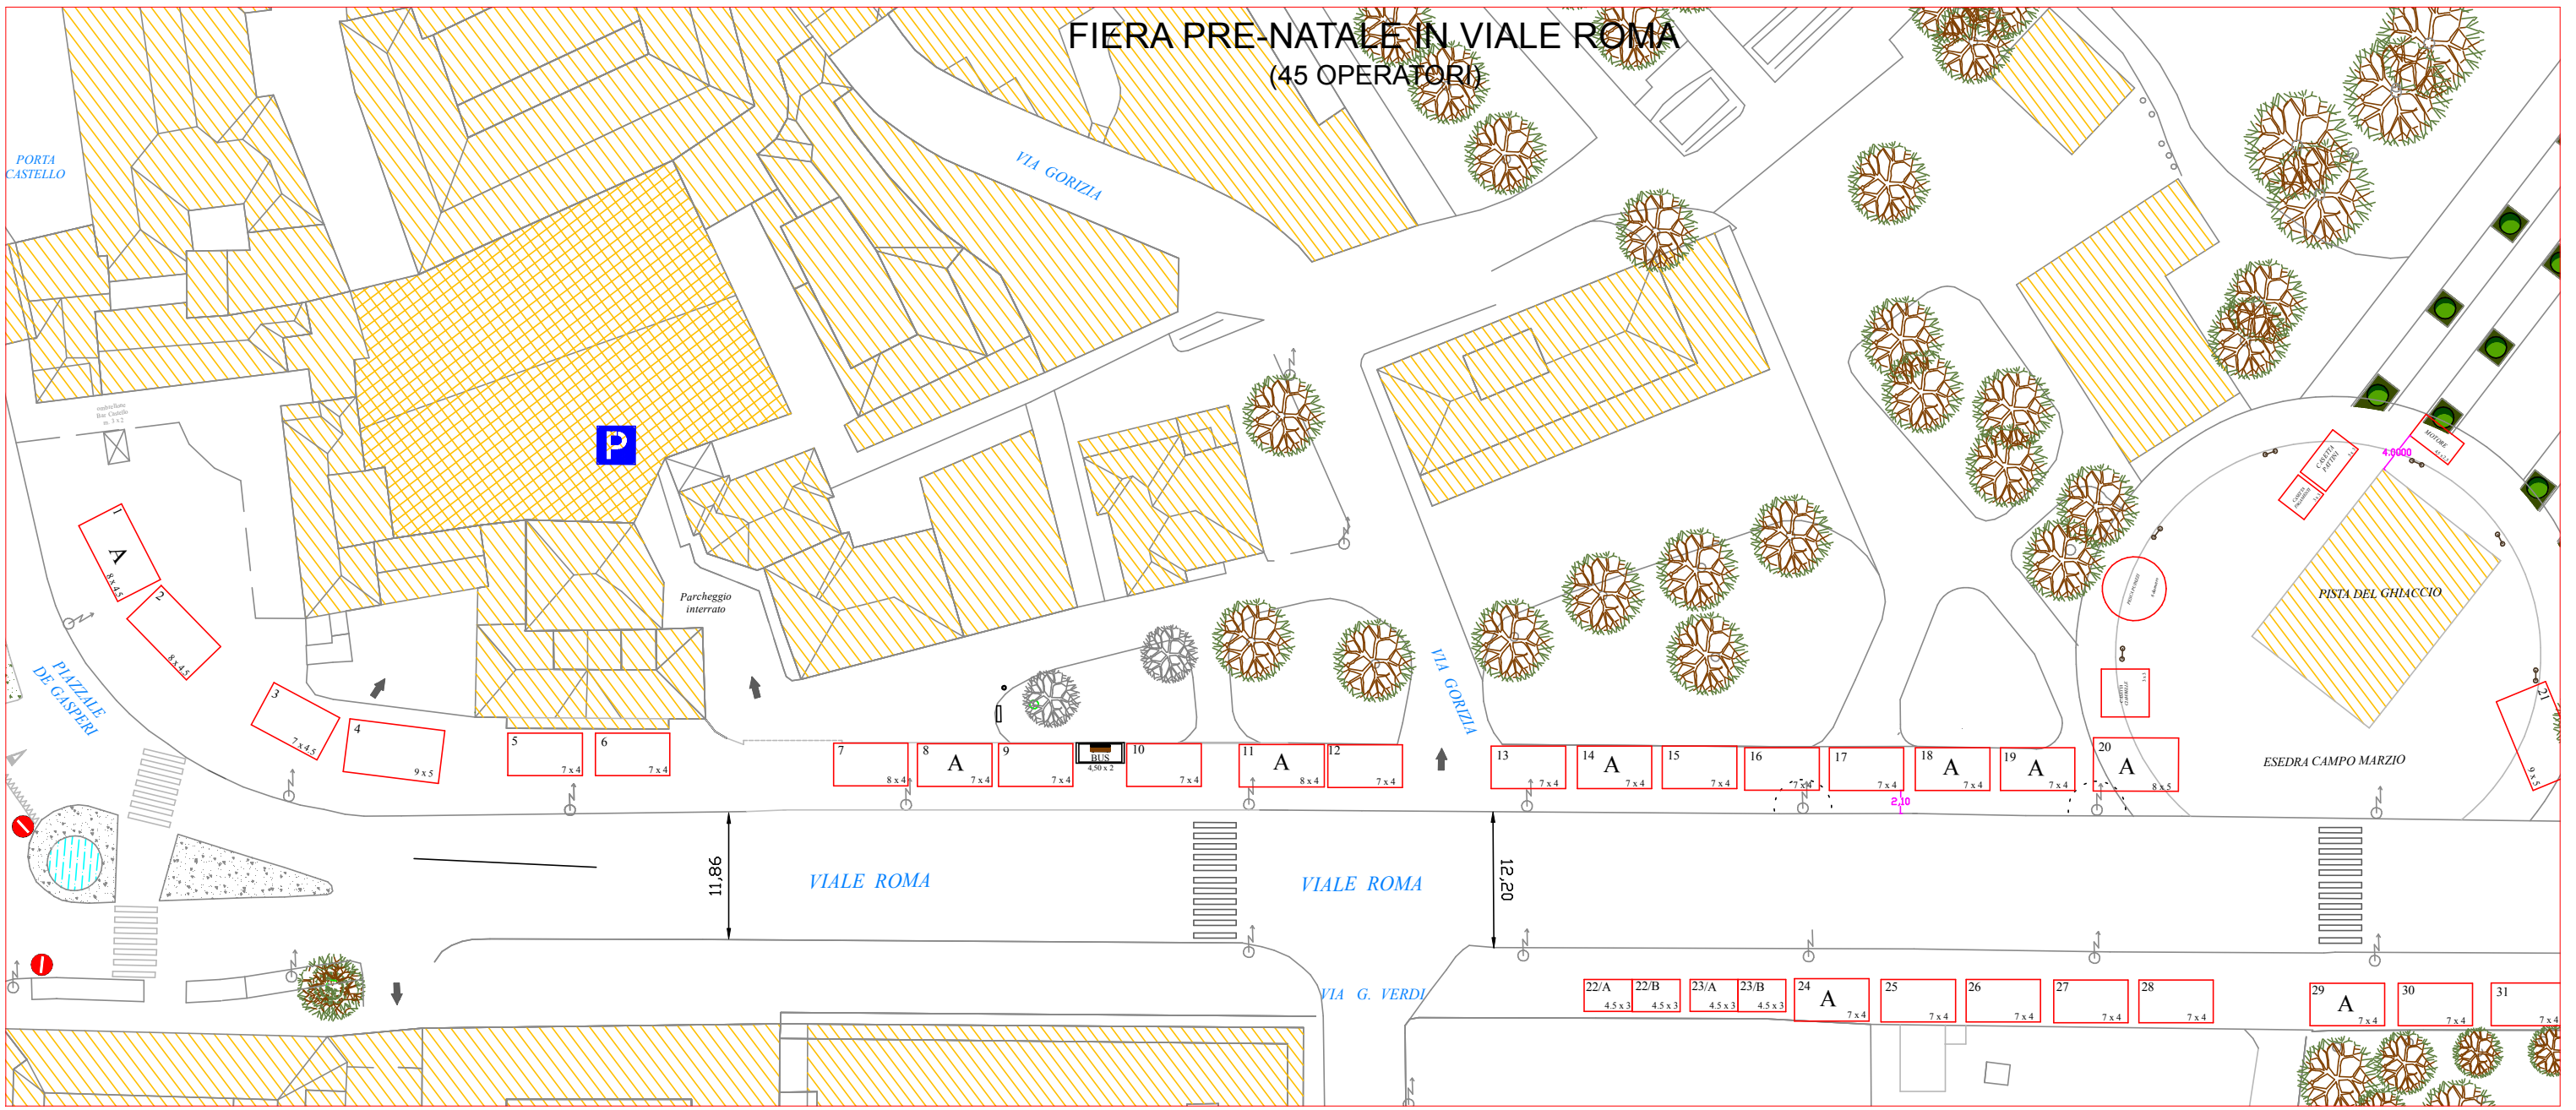 FIERA PRE-NATALE IN VIALE ROMA
(45 OPERATORI)
PORTA
CASTELLO
VIA GORIZIA
P
Parcheggio
interrato
PIAZZALE
DE GASPERI
VIA GORIZIA
1
A
8 x 4.5
2
8 x 4.5
3
7 x 4.5
4
9 x 5
5
7 x 4
6
7 x 4
7
8 x 4
8
A
7 x 4
9
7 x 4
BUS
4,50 x 2
10
7 x 4
11
A
8 x 4
12
7 x 4
13
7 x 4
14
A
7 x 4
15
7 x 4
16
7 x 4
17
7 x 4
18
A
7 x 4
19
A
7 x 4
20
A
8 x 5
21
9 x 5
2,10
4.0000
MOTORE
CASETTA
PATTINI
PISTA DEL GHIACCIO
ESEDRA CAMPO MARZIO
11,86
VIALE ROMA
VIALE ROMA
12,20
VIA G. VERDI
22/A
4.5 x 3
22/B
4.5 x 3
23/A
4.5 x 3
23/B
4.5 x 3
24
A
7 x 4
25
7 x 4
26
7 x 4
27
7 x 4
28
7 x 4
29
A
7 x 4
30
7 x 4
31
7 x 4